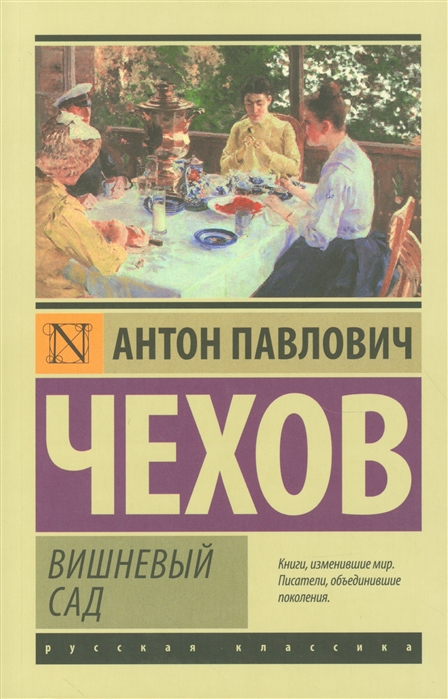 N
АНТОН ПАВЛОВИЧ
ЧЕХОВ
ВИШНЕВЫЙ
САД
Книги, изменившие мир.
Писатели, объединившие
поколения.
русская классика